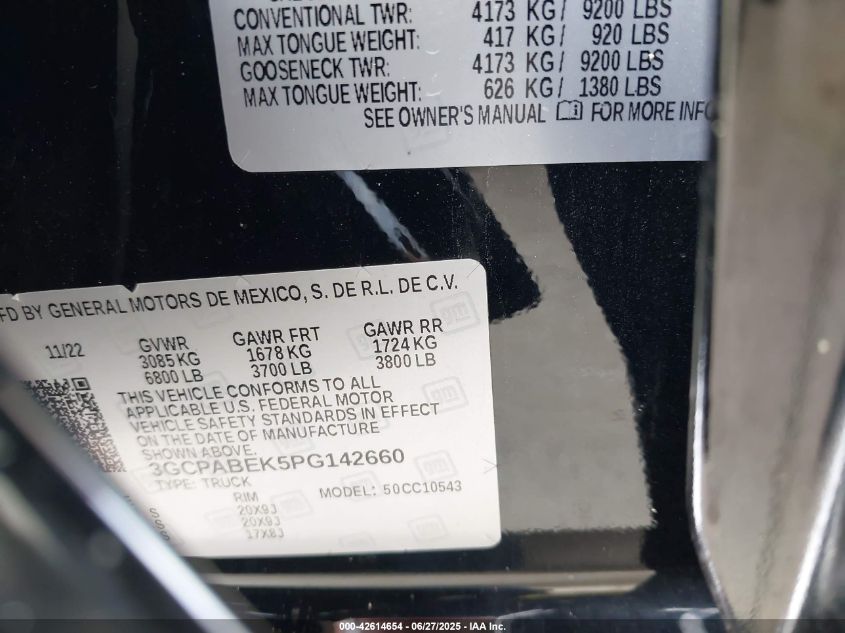 CONVENTIONAL TWR: 4173 KG/ 9200 LBS
MAX TONGUE WEIGHT: 417 KG/ 920 LBS
GOOSENECK TWR: 4173 KG/ 9200 LBS
MAX TONGUE WEIGHT: 626 KG/ 1380 LBS
SEE OWNER'S MANUAL FOR MORE INFO
FD BY GENERAL MOTORS DE MEXICO, S. DE R.L. DE C.V.
11/22 GVWR GAWR FRT GAWR RR
3085 KG 1678 KG 1724 KG
6800 LB 3700 LB 3800 LB
THIS VEHICLE CONFORMS TO ALL
APPLICABLE U.S. FEDERAL MOTOR
VEHICLE SAFETY STANDARDS IN EFFECT
ON THE DATE OF MANUFACTURE
SHOWN ABOVE.
3GCPABEK5PG142660
TYPE: TRUCK MODEL: 50CC10543
RIM
S 20X9J
S 20X9J
S 17X8J
000-42614654 - 06/27/2025 - IAA Inc.